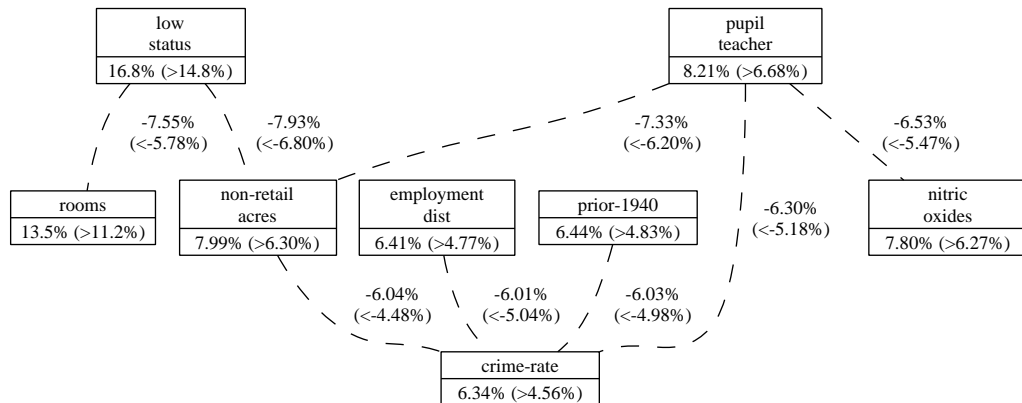 low
status
16.8% (>14.8%)
pupil
teacher
8.21% (>6.68%)
-7.55%
(<-5.78%)
-7.93%
(<-6.80%)
-7.33%
(<-6.20%)
-6.53%
(<-5.47%)
rooms
13.5% (>11.2%)
non-retail
acres
7.99% (>6.30%)
employment
dist
6.41% (>4.77%)
prior-1940
6.44% (>4.83%)
-6.30%
(<-5.18%)
nitric
oxides
7.80% (>6.27%)
-6.04%
(<-4.48%)
-6.01%
(<-5.04%)
-6.03%
(<-4.98%)
crime-rate
6.34% (>4.56%)